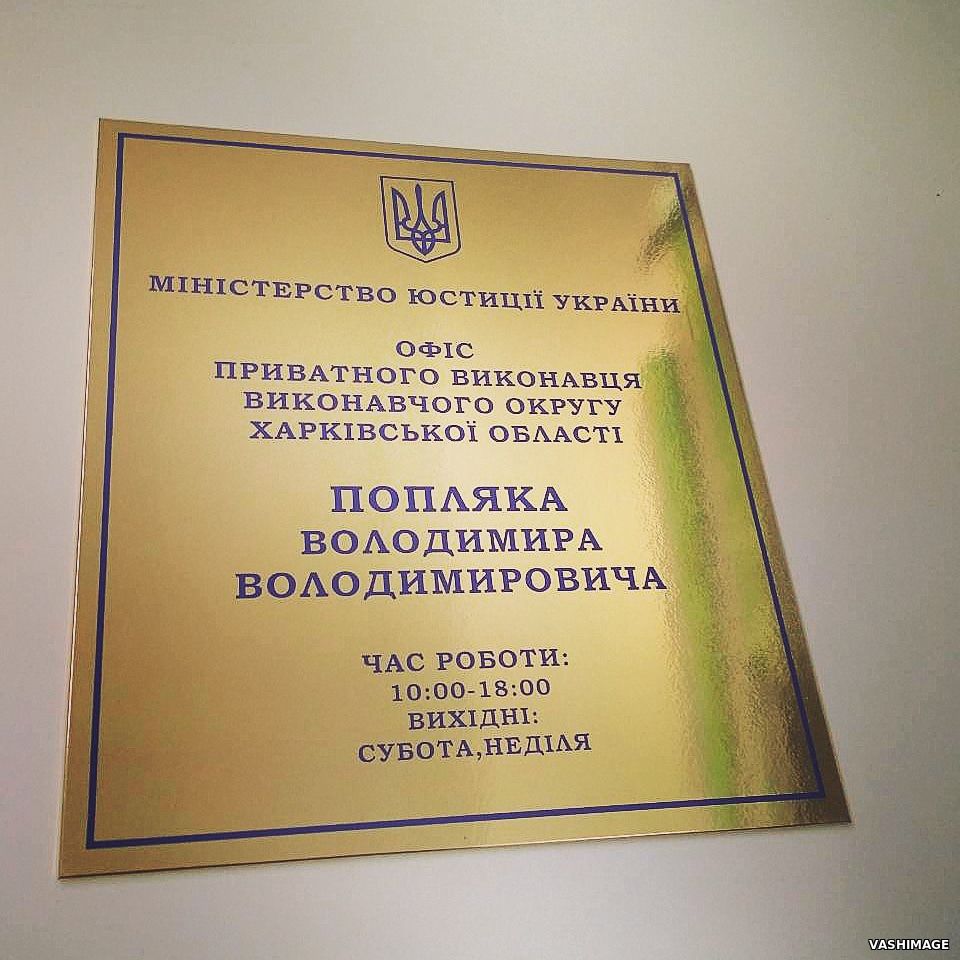 МІНІСТЕРСТВО ЮСТИЦІЇ УКРАЇНИ
ОФІС
ПРИВАТНОГО ВИКОНАВЦЯ
ВИКОНАВЧОГО ОКРУГУ
ХАРКІВСЬКОЇ ОБЛАСТІ
ПОПЛЯКА
ВОЛОДИМИРА
ВОЛОДИМИРОВИЧА
ЧАС РОБОТИ:
10:00-18:00
ВИХІДНІ:
СУБОТА,НЕДІЛЯ
VASHIMAGE